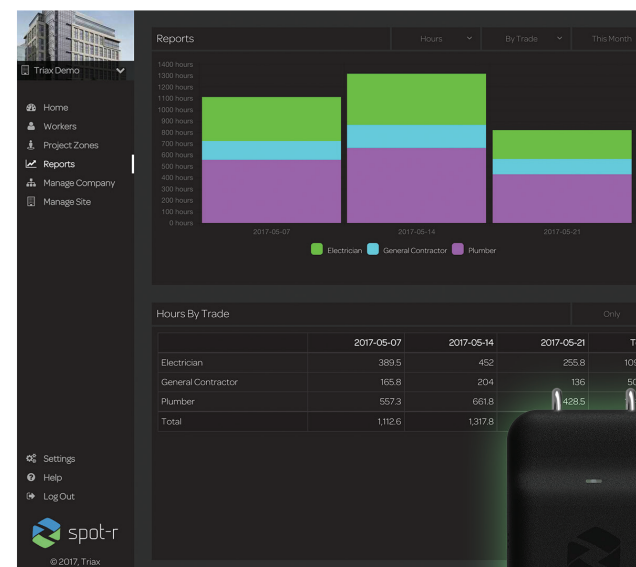 Triax Demo
Home
Workers
Project Zones
Reports
Manage Company
Manage Site
Settings
Help
Log Out
spot-r
© 2017, Triax
Reports Hours By Trade This Month
1400 hours
1300 hours
1200 hours
1100 hours
1000 hours
900 hours
800 hours
700 hours
600 hours
500 hours
400 hours
300 hours
200 hours
100 hours
0 hours
2017-05-07 2017-05-14 2017-05-21
Electrician General Contractor Plumber
Hours By Trade Only
2017-05-07 2017-05-14 2017-05-21
Electrician 389.5 452 255.8
General Contractor 165.8 204 136
Plumber 557.3 661.8 428.5
Total 1,112.6 1,317.8